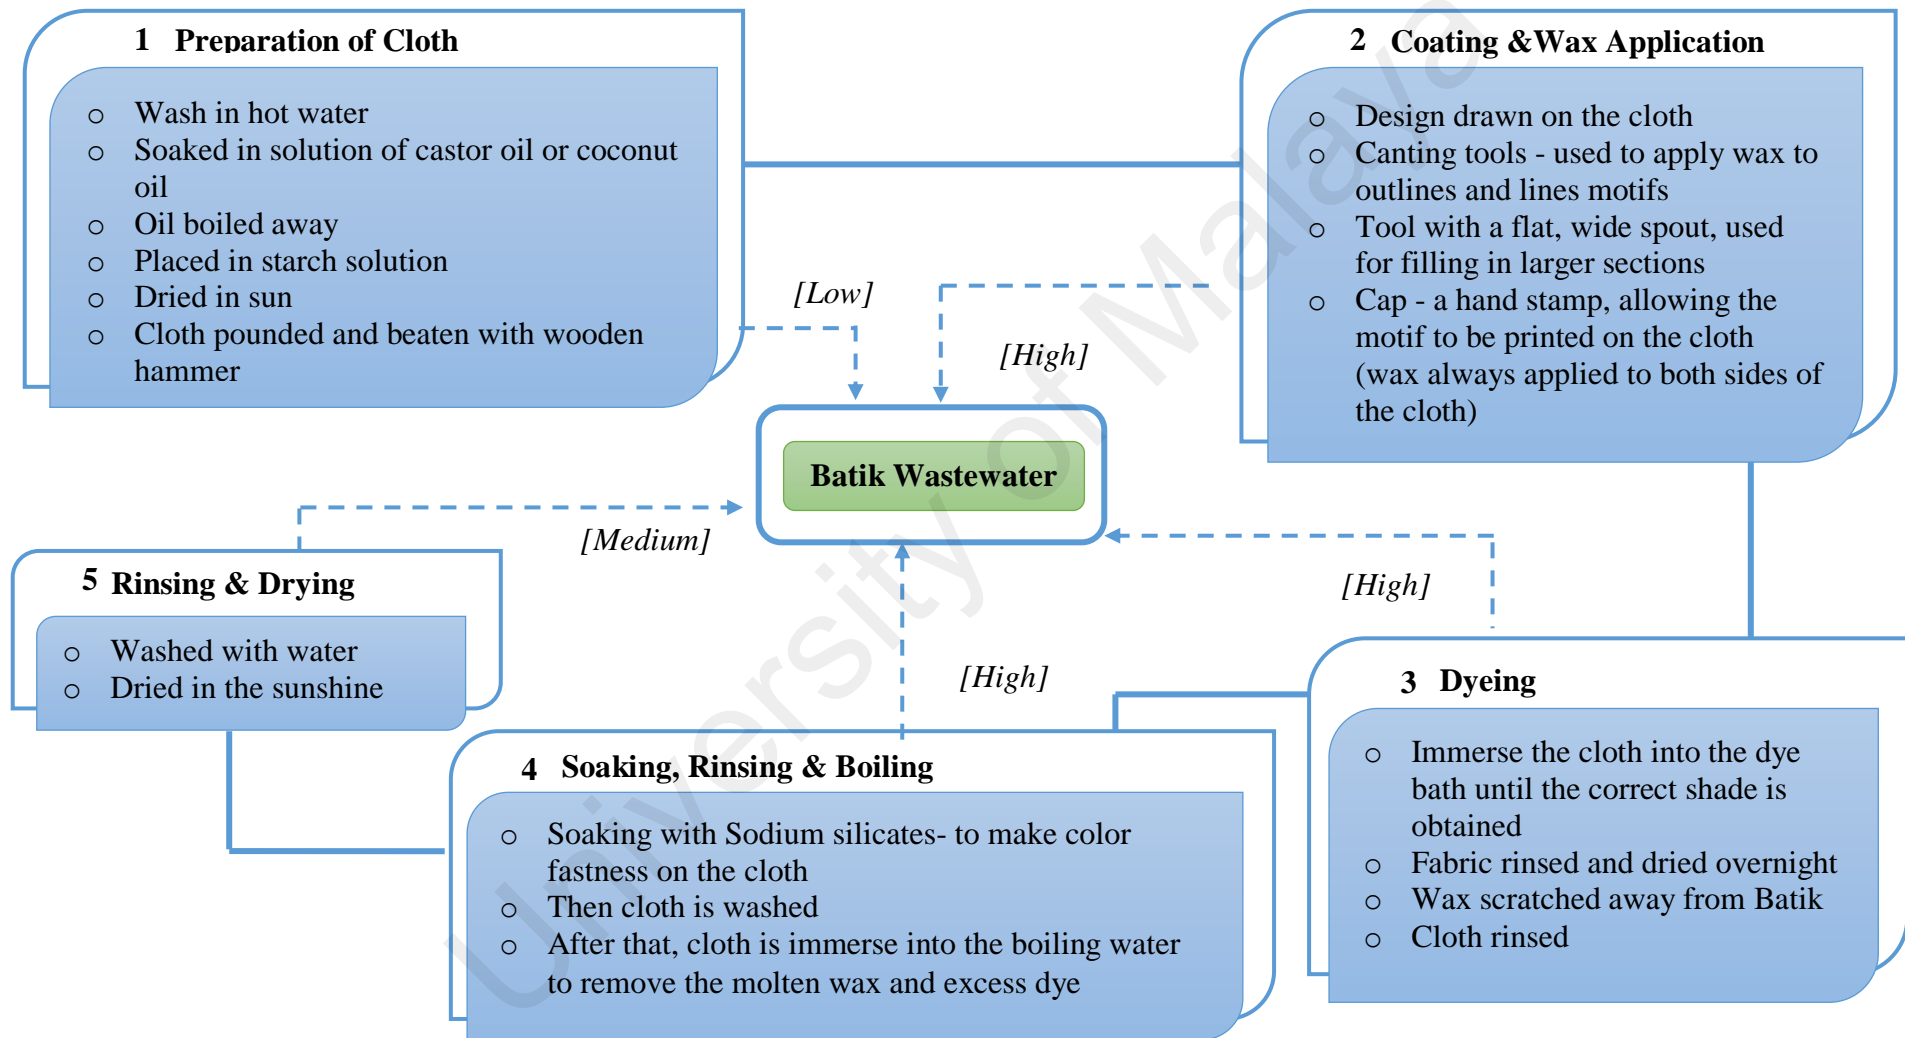 1 Preparation of Cloth
o Wash in hot water
o Soaked in solution of castor oil or coconut
oil
o Oil boiled away
o Placed in starch solution
o Dried in sun
o Cloth pounded and beaten with wooden
hammer
2 Coating &Wax Application
o Design drawn on the cloth
o Canting tools - used to apply wax to
outlines and lines motifs
o Tool with a flat, wide spout, used
for filling in larger sections
o Cap - a hand stamp, allowing the
motif to be printed on the cloth
(wax always applied to both sides of
the cloth)
[Low]
[High]
Batik Wastewater
[Medium]
[High]
[High]
3 Dyeing
o Immerse the cloth into the dye
bath until the correct shade is
obtained
o Fabric rinsed and dried overnight
o Wax scratched away from Batik
o Cloth rinsed
4 Soaking, Rinsing & Boiling
o Soaking with Sodium silicates- to make color
fastness on the cloth
o Then cloth is washed
o After that, cloth is immerse into the boiling water
to remove the molten wax and excess dye
5 Rinsing & Drying
o Washed with water
o Dried in the sunshine
University of Malaya